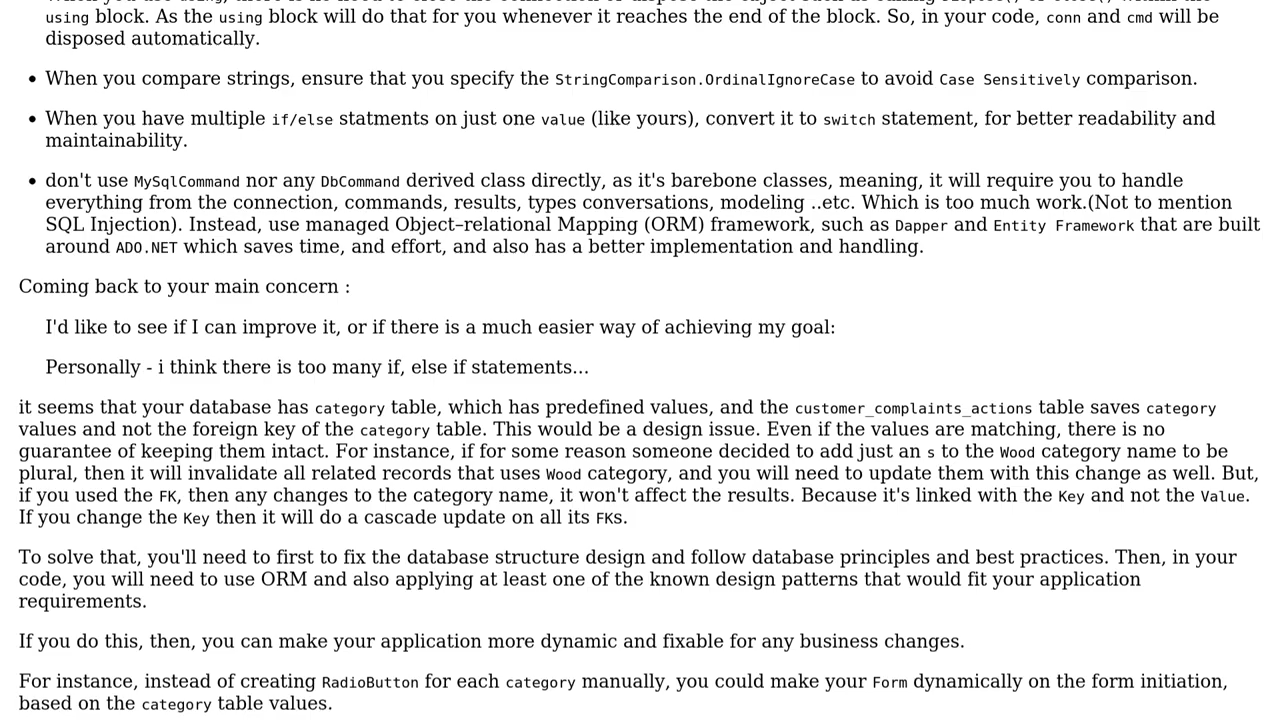 using block. As the using block will do that for you whenever it reaches the end of the block. So, in your code, conn and cmd will be
disposed automatically.
• When you compare strings, ensure that you specify the StringComparison.OrdinalIgnoreCase to avoid Case Sensitively comparison.
• When you have multiple if/else statments on just one value (like yours), convert it to switch statement, for better readability and
maintainability.
• don't use MySqlCommand nor any DbCommand derived class directly, as it's barebone classes, meaning, it will require you to handle
everything from the connection, commands, results, types conversations, modeling ..etc. Which is too much work.(Not to mention
SQL Injection). Instead, use managed Object–relational Mapping (ORM) framework, such as Dapper and Entity Framework that are built
around ADO.NET which saves time, and effort, and also has a better implementation and handling.
Coming back to your main concern :
I'd like to see if I can improve it, or if there is a much easier way of achieving my goal:
Personally - i think there is too many if, else if statements...
it seems that your database has category table, which has predefined values, and the customer_complaints_actions table saves category
values and not the foreign key of the category table. This would be a design issue. Even if the values are matching, there is no
guarantee of keeping them intact. For instance, if for some reason someone decided to add just an s to the Wood category name to be
plural, then it will invalidate all related records that uses Wood category, and you will need to update them with this change as well. But,
if you used the FK, then any changes to the category name, it won't affect the results. Because it's linked with the Key and not the Value.
If you change the Key then it will do a cascade update on all its FKs.
To solve that, you'll need to first to fix the database structure design and follow database principles and best practices. Then, in your
code, you will need to use ORM and also applying at least one of the known design patterns that would fit your application
requirements.
If you do this, then, you can make your application more dynamic and fixable for any business changes.
For instance, instead of creating RadioButton for each category manually, you could make your Form dynamically on the form initiation,
based on the category table values.